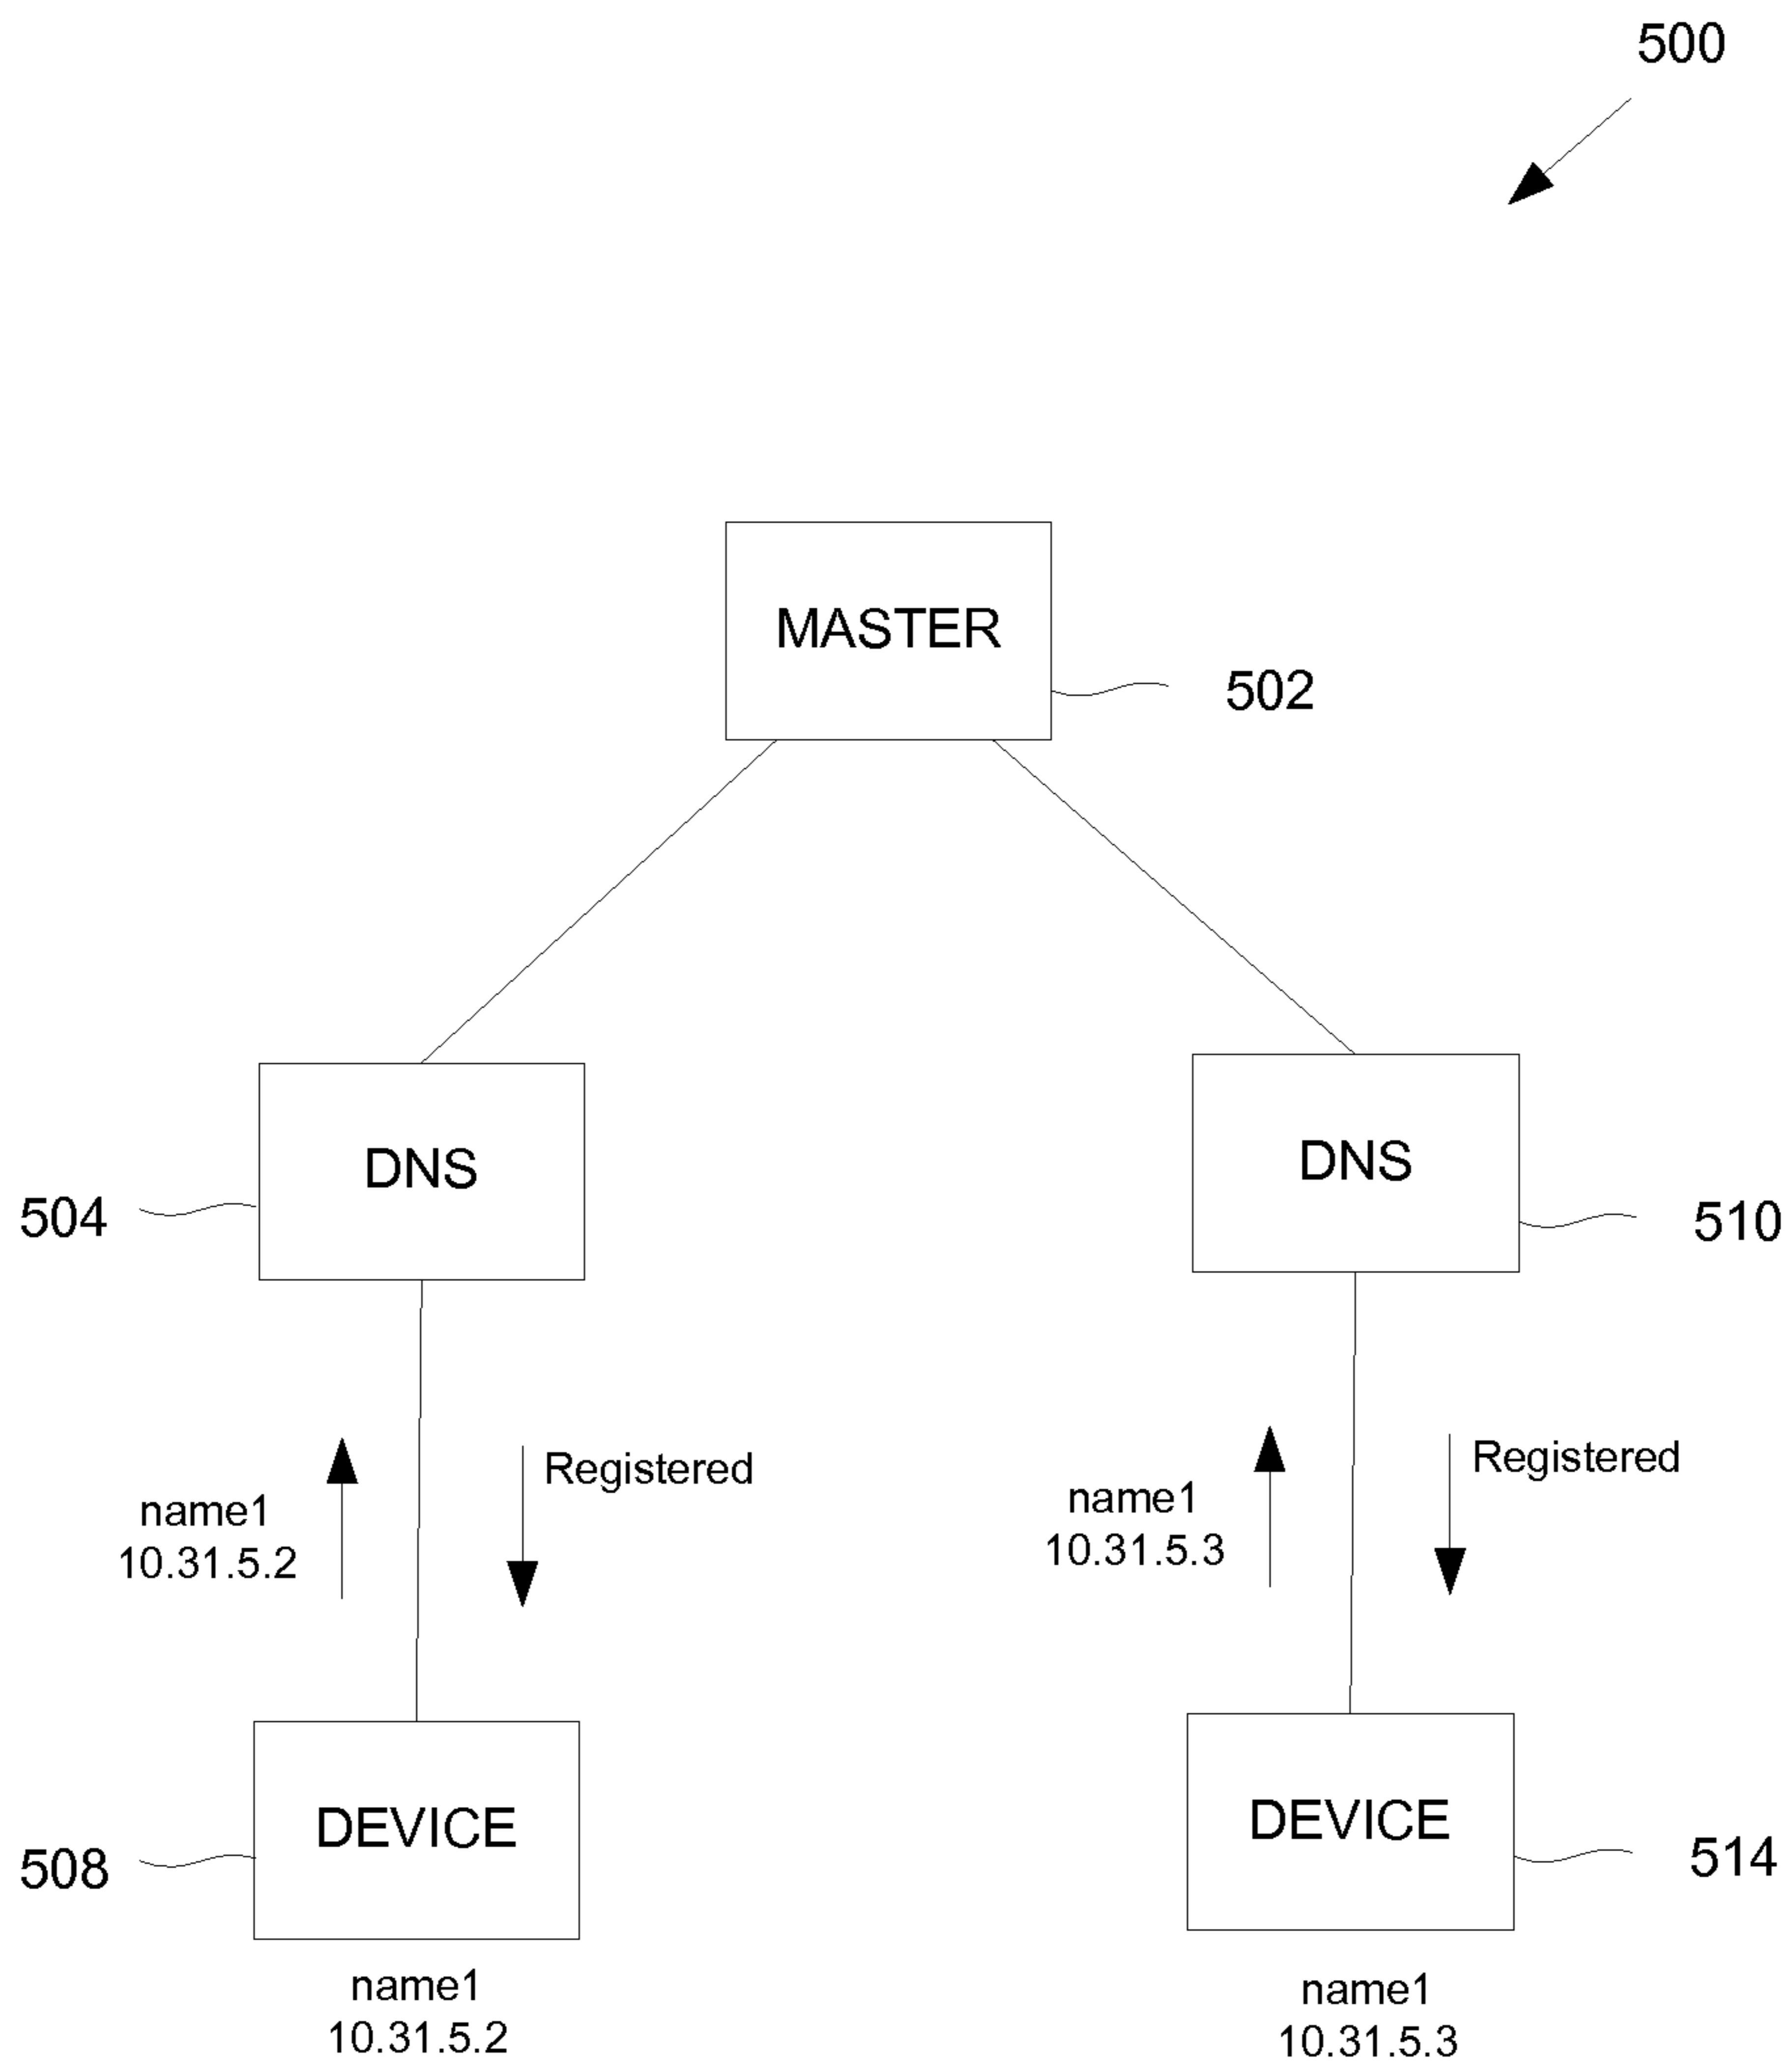 500
MASTER
502
DNS
504
DNS
510
name1
10.31.5.2
Registered
name1
10.31.5.3
Registered
DEVICE
508
DEVICE
514
name1
10.31.5.2
name1
10.31.5.3